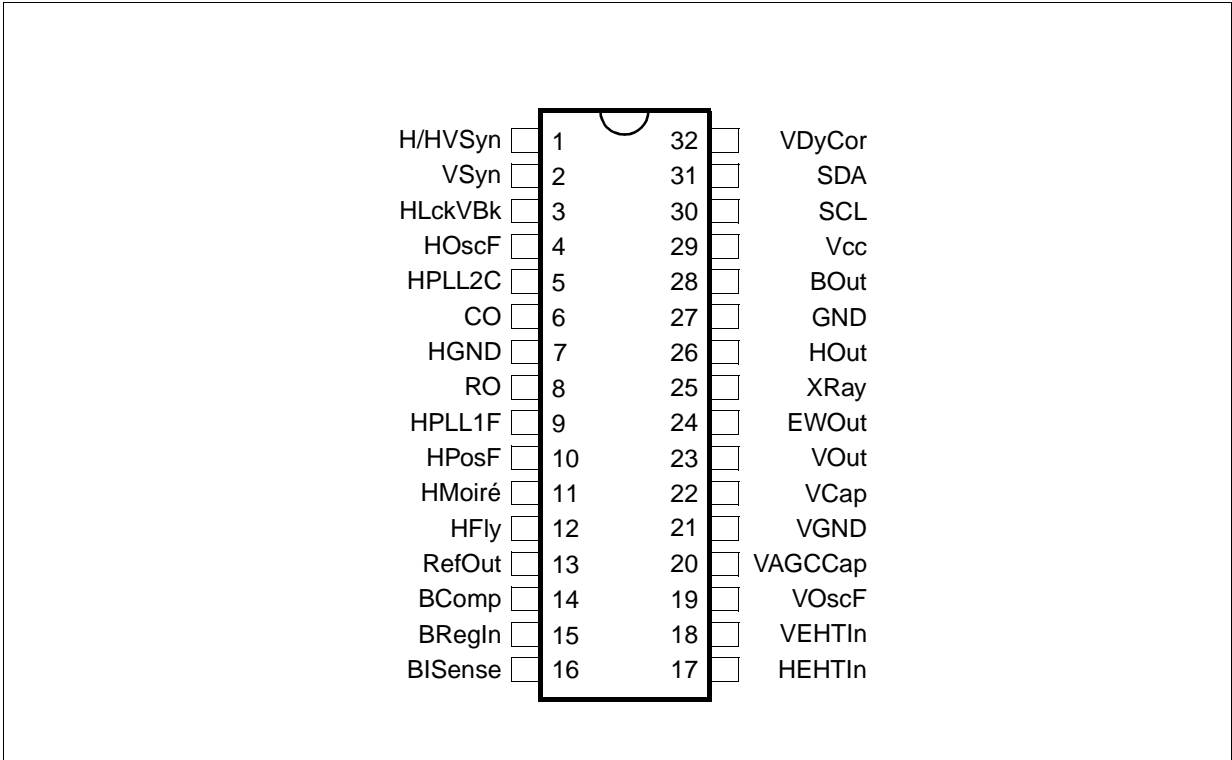 H/HVSyn 1 32 VDyCor
VSyn 2 31 SDA
HLckVBk 3 30 SCL
HOscF 4 29 Vcc
HPLL2C 5 28 BOut
CO 6 27 GND
HGND 7 26 HOut
RO 8 25 XRay
HPLL1F 9 24 EWOut
HPosF 10 23 VOut
HMoiré 11 22 VCap
HFly 12 21 VGND
RefOut 13 20 VAGCCap
BComp 14 19 VOscF
BRegIn 15 18 VEHTIn
BISense 16 17 HEHTIn